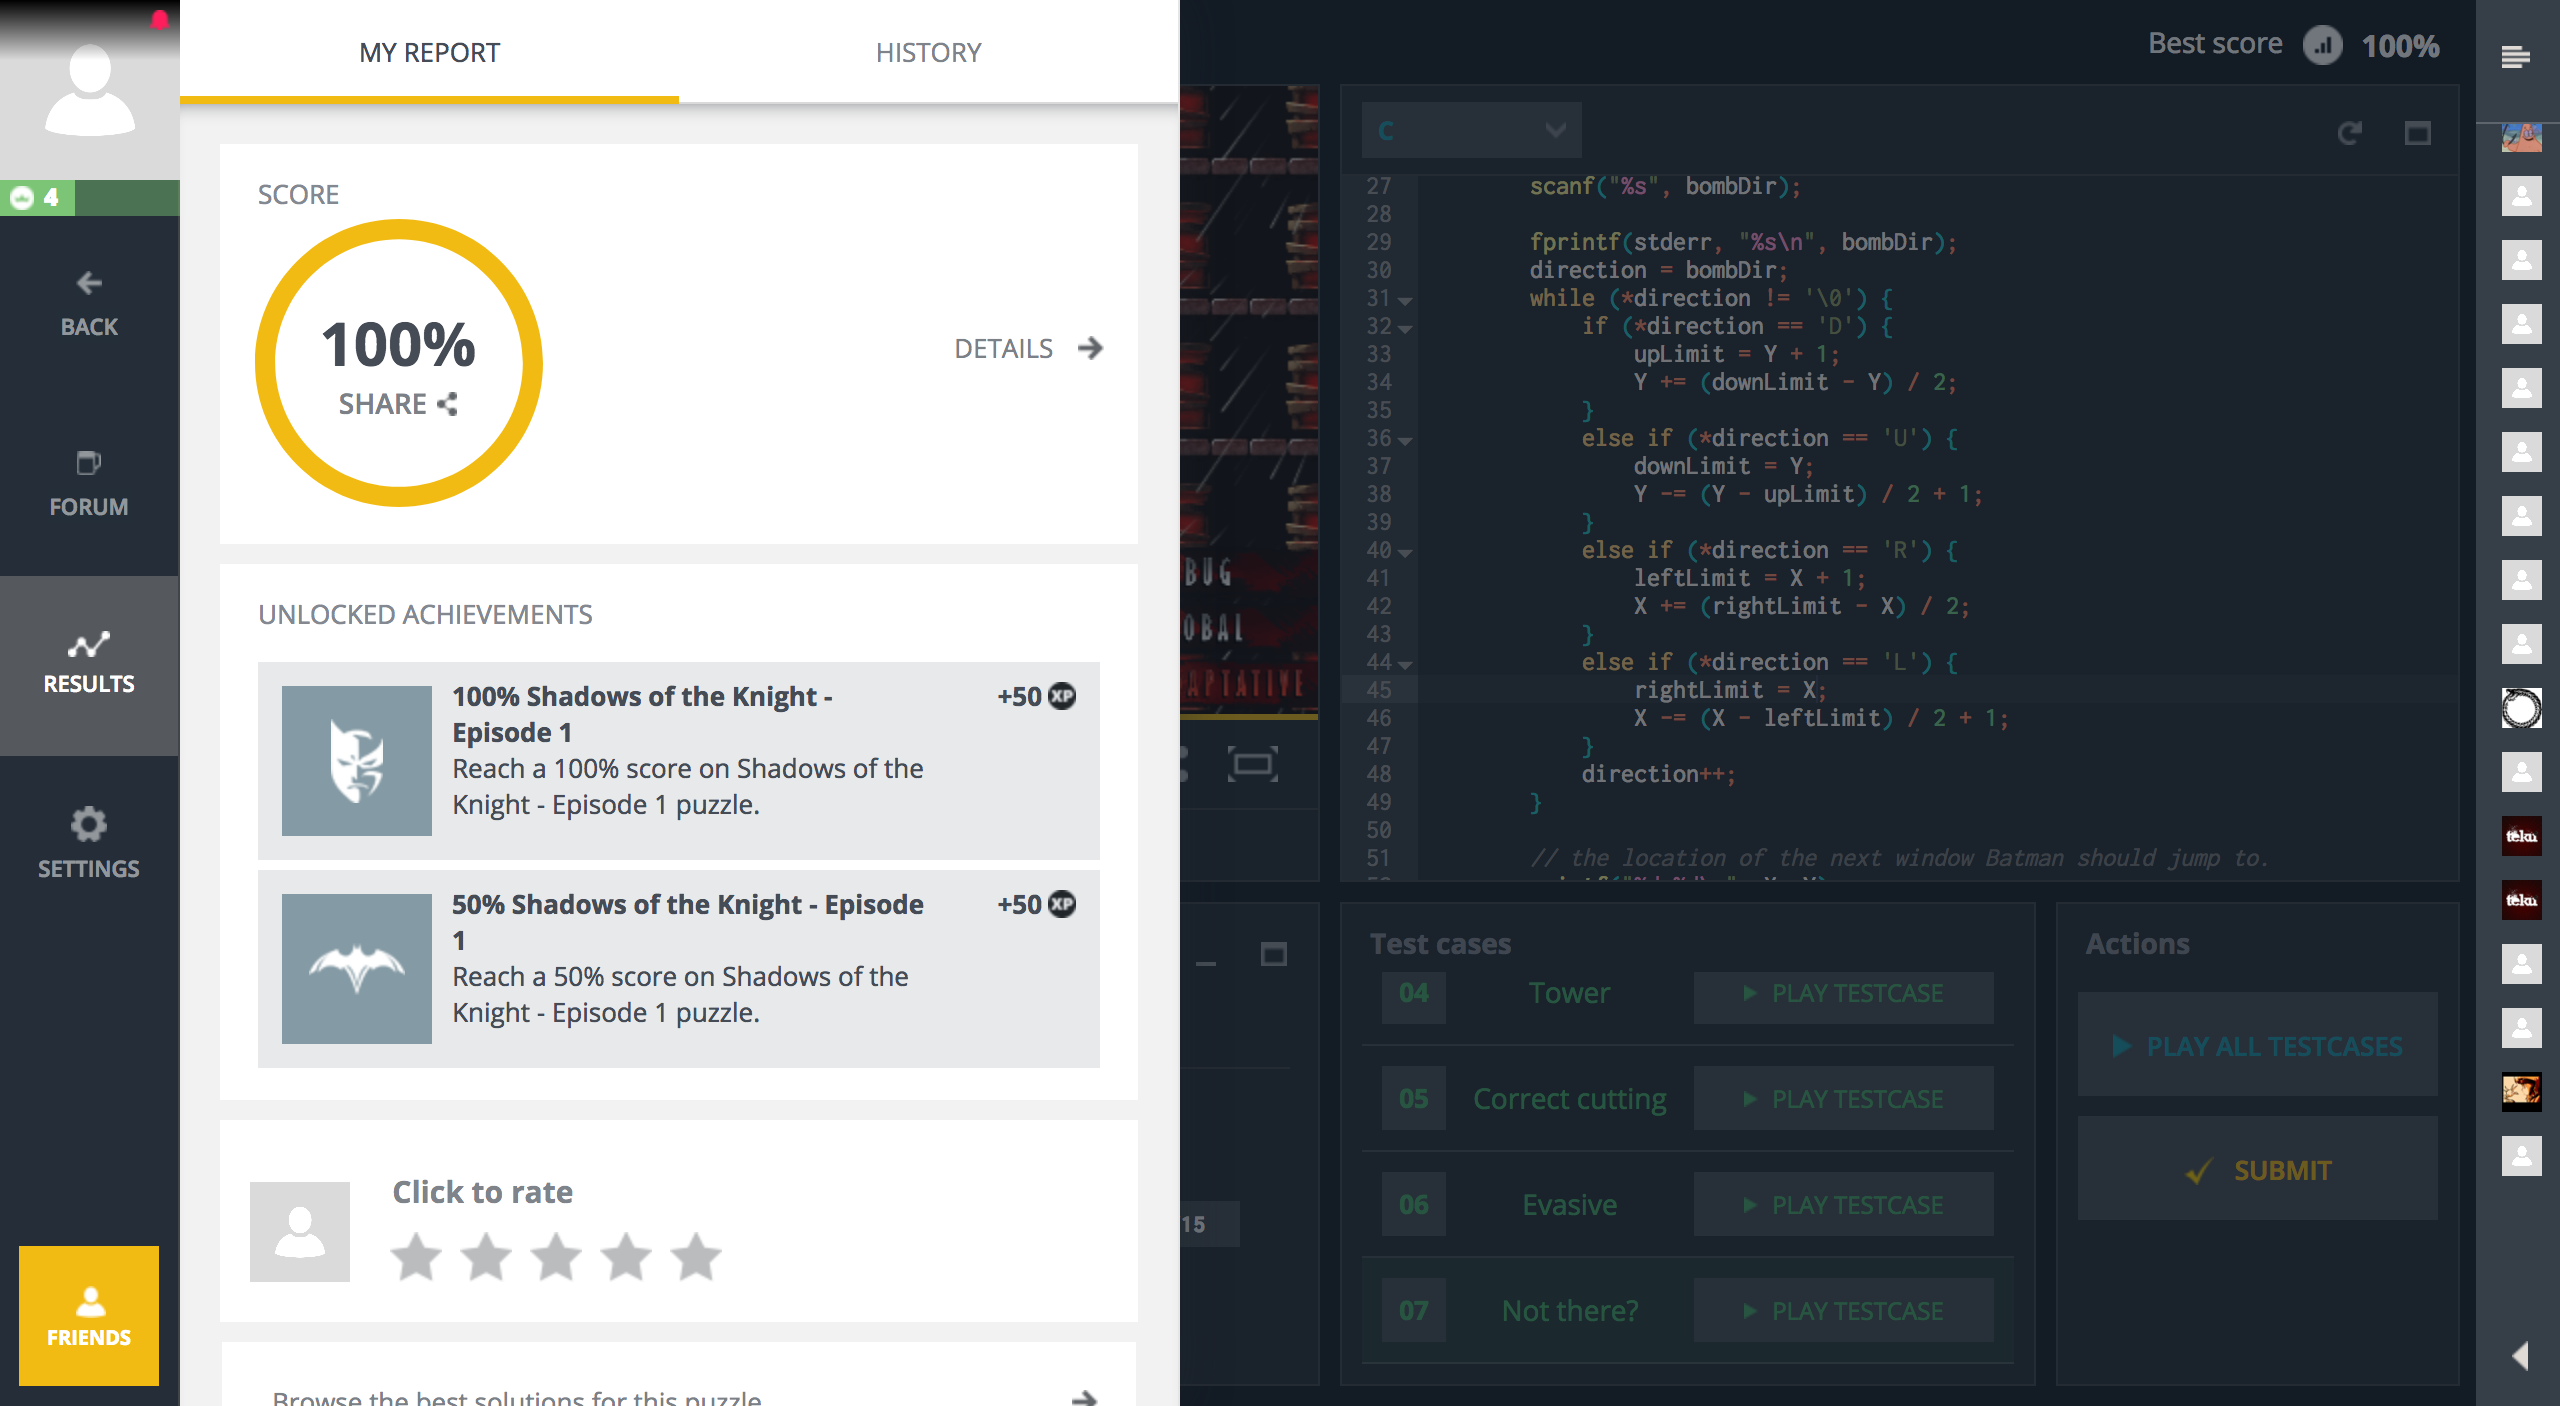 4
BACK
FORUM
RESULTS
SETTINGS
FRIENDS
MY REPORT
HISTORY
SCORE
100%
SHARE
DETAILS
UNLOCKED ACHIEVEMENTS
100% Shadows of the Knight -
Episode 1
+50 XP
Reach a 100% score on Shadows of the
Knight - Episode 1 puzzle.
50% Shadows of the Knight - Episode
1
+50 XP
Reach a 50% score on Shadows of the
Knight - Episode 1 puzzle.
Click to rate
Browse the best solutions for this puzzle
BUG
OBAL
APTATIVE
15
Best score 100%
C
27 scanf("%s", bombDir);
28
29 fprintf(stderr, "%s\n", bombDir);
30 direction = bombDir;
31 while (*direction != '\0') {
32 if (*direction == 'D') {
33 upLimit = Y + 1;
34 Y += (downLimit - Y) / 2;
35 }
36 else if (*direction == 'U') {
37 downLimit = Y;
38 Y -= (Y - upLimit) / 2 + 1;
39 }
40 else if (*direction == 'R') {
41 leftLimit = X + 1;
42 X += (rightLimit - X) / 2;
43 }
44 else if (*direction == 'L') {
45 rightLimit = X;
46 X -= (X - leftLimit) / 2 + 1;
47 }
48 direction++;
49 }
50
51 // the location of the next window Batman should jump to.
Test cases
04 Tower PLAY TESTCASE
05 Correct cutting PLAY TESTCASE
06 Evasive PLAY TESTCASE
07 Not there? PLAY TESTCASE
Actions
PLAY ALL TESTCASES
SUBMIT
teku
teku